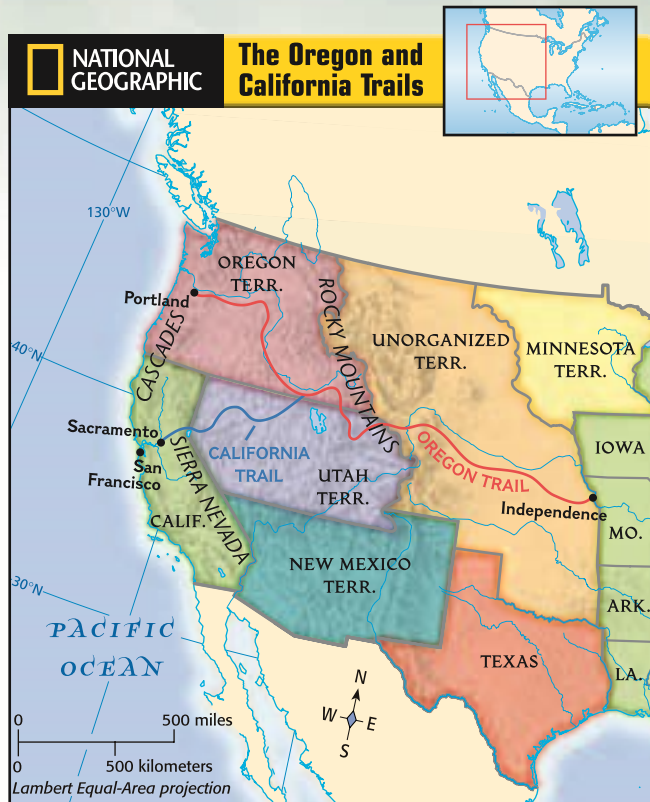 NATIONAL
GEOGRAPHIC
The Oregon and
California Trails
130°W
OREGON
TERR.
Portland
ROCKY MOUNTAINS
CASCADES
UNORGANIZED
TERR.
MINNESOTA
TERR.
40°N
Sacramento
San
Francisco
SIERRA NEVADA
CALIFORNIA
TRAIL
UTAH
TERR.
OREGON TRAIL
Independence
IOWA
MO.
CALIF.
NEW MEXICO
TERR.
ARK.
30°N
PACIFIC
OCEAN
TEXAS
LA.
N
W E
S
0 500 miles
0 500 kilometers
Lambert Equal-Area projection